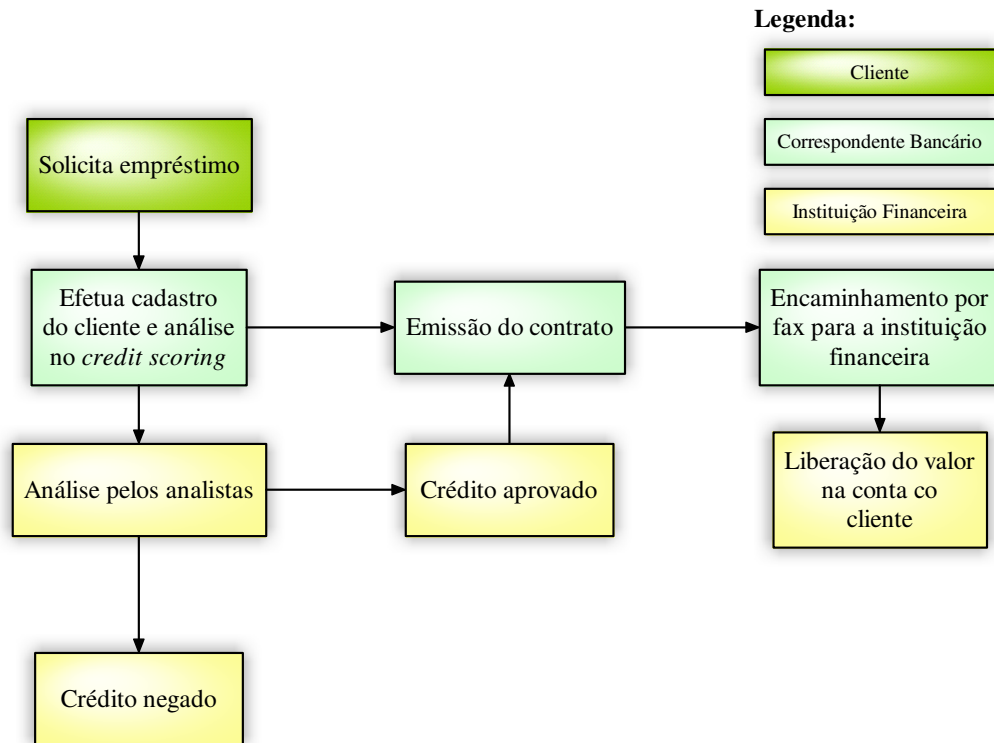 Legenda:
Cliente
Correspondente Bancário
Instituição Financeira
Solicita empréstimo
Efetua cadastro
do cliente e análise
no credit scoring
Emissão do contrato
Encaminhamento por
fax para a instituição
financeira
Análise pelos analistas
Crédito aprovado
Liberação do valor
na conta co
cliente
Crédito negado